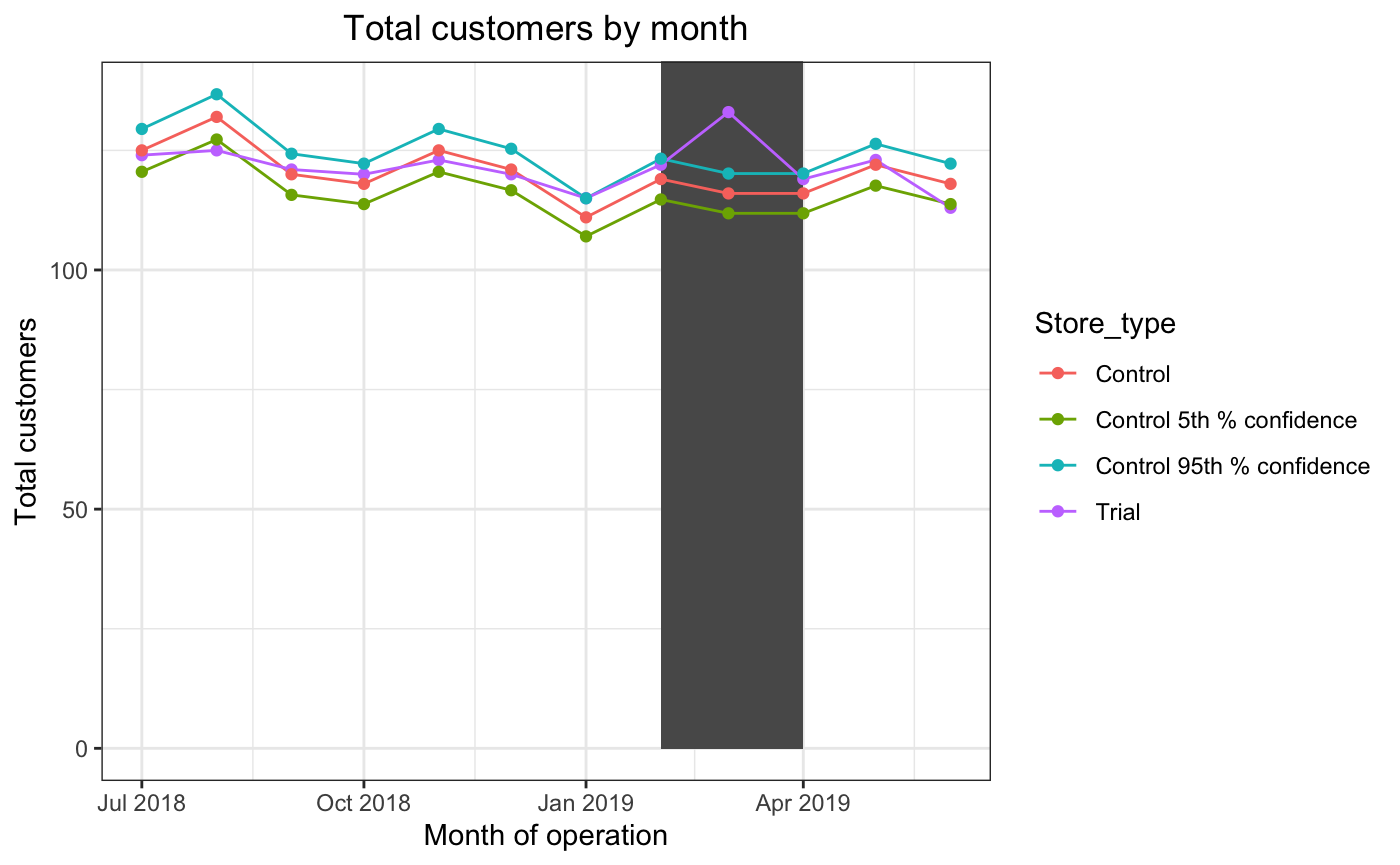 Total customers by month
Total customers
100
50
0
Jul 2018
Oct 2018
Jan 2019
Apr 2019
Month of operation
Store_type
Control
Control 5th % confidence
Control 95th % confidence
Trial